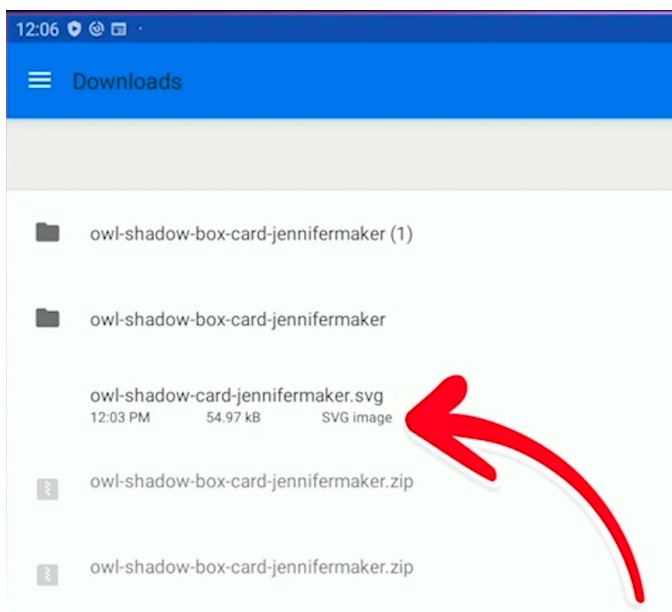 12:06
Downloads
owl-shadow-box-card-jennifermaker (1)
owl-shadow-box-card-jennifermaker
owl-shadow-card-jennifermaker.svg
12:03 PM 54.97 kB SVG image
owl-shadow-box-card-jennifermaker.zip
owl-shadow-box-card-jennifermaker.zip